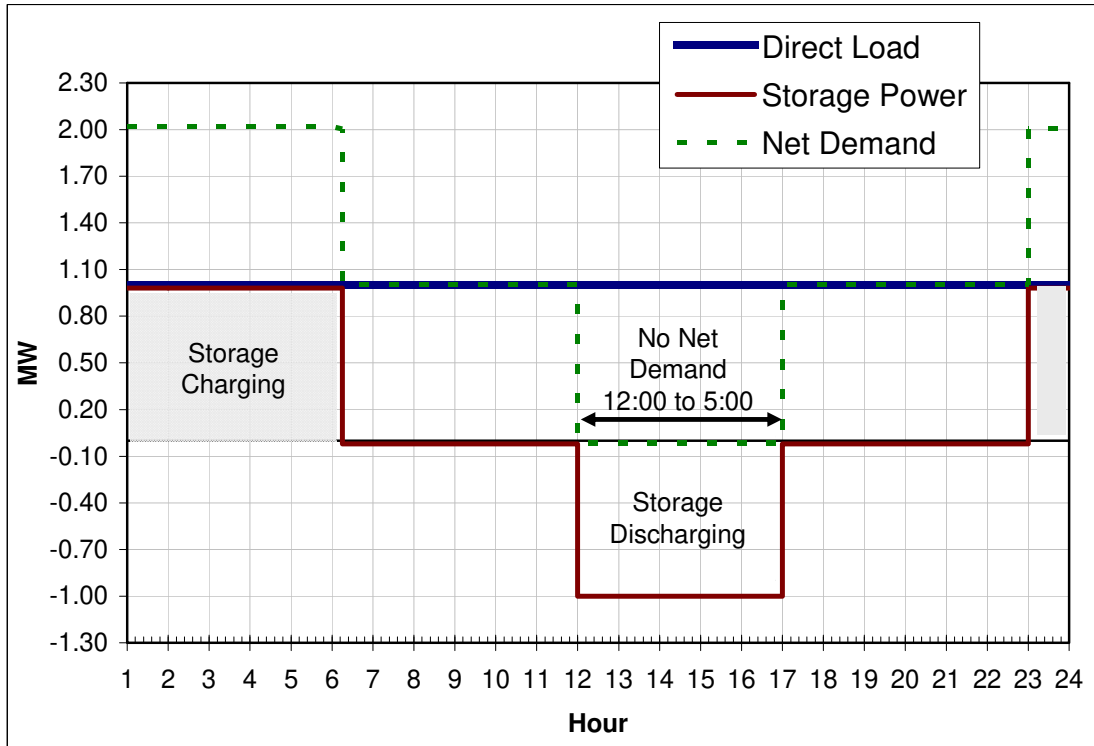 Direct Load
Storage Power
Net Demand
2.30
2.00
1.70
1.40
1.10
0.80
0.50
0.20
-0.10
-0.40
-0.70
-1.00
-1.30
MW
Storage
Charging
No Net
Demand
12:00 to 5:00
Storage
Discharging
1 2 3 4 5 6 7 8 9 10 11 12 13 14 15 16 17 18 19 20 21 22 23 24
Hour